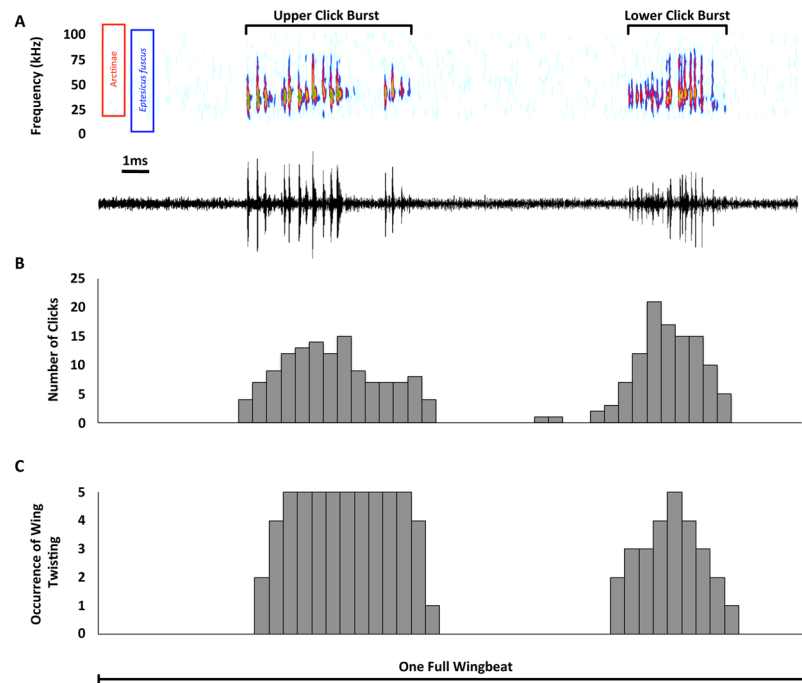 A
Upper Click Burst
Lower Click Burst
Frequency (kHz)
100
75
50
25
0
Arctiinae
Eptesicus fuscus
1ms
B
Number of Clicks
25
20
15
10
5
0
C
Occurrence of Wing
Twisting
5
4
3
2
1
0
One Full Wingbeat